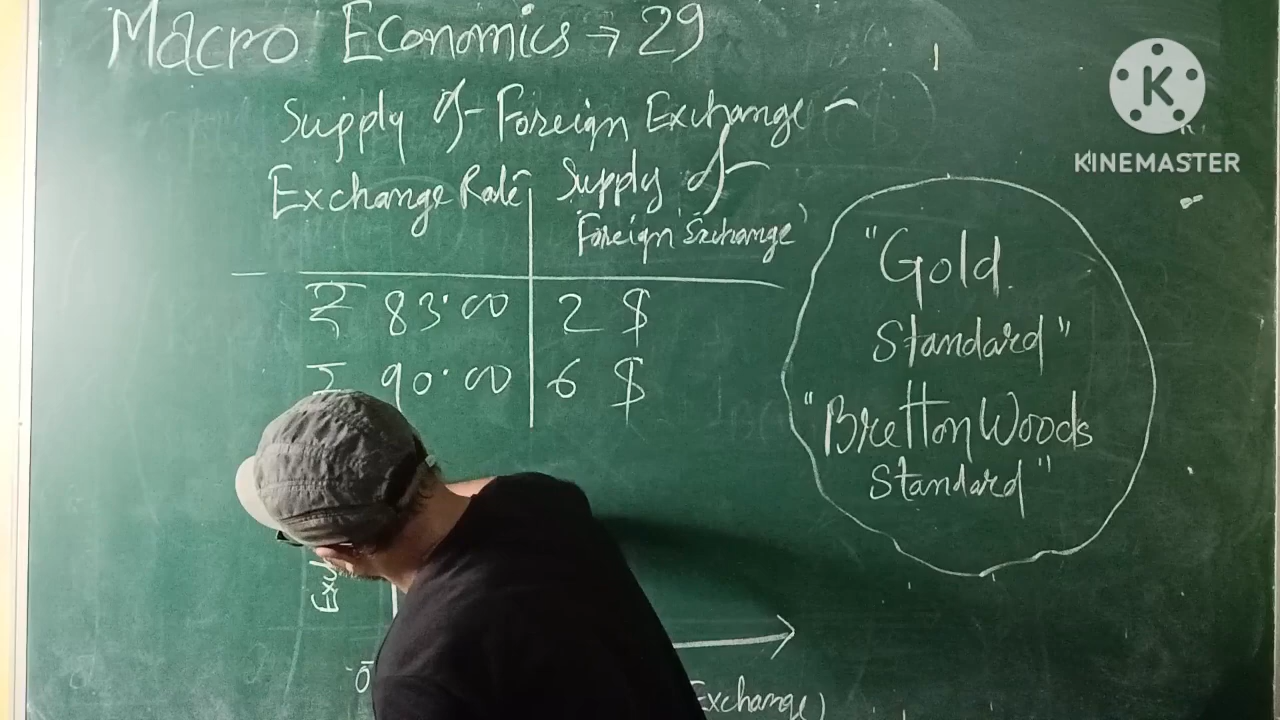 Macro Economics → 29
Supply of Foreign Exchange -
Exchange Rate Supply of
Foreign Exchange
₹ 83.00 2 $
₹ 90.00 6 $
"Gold
Standard"
"Bretton Woods
Standard"
O
Exchange)
K
KINEMASTER